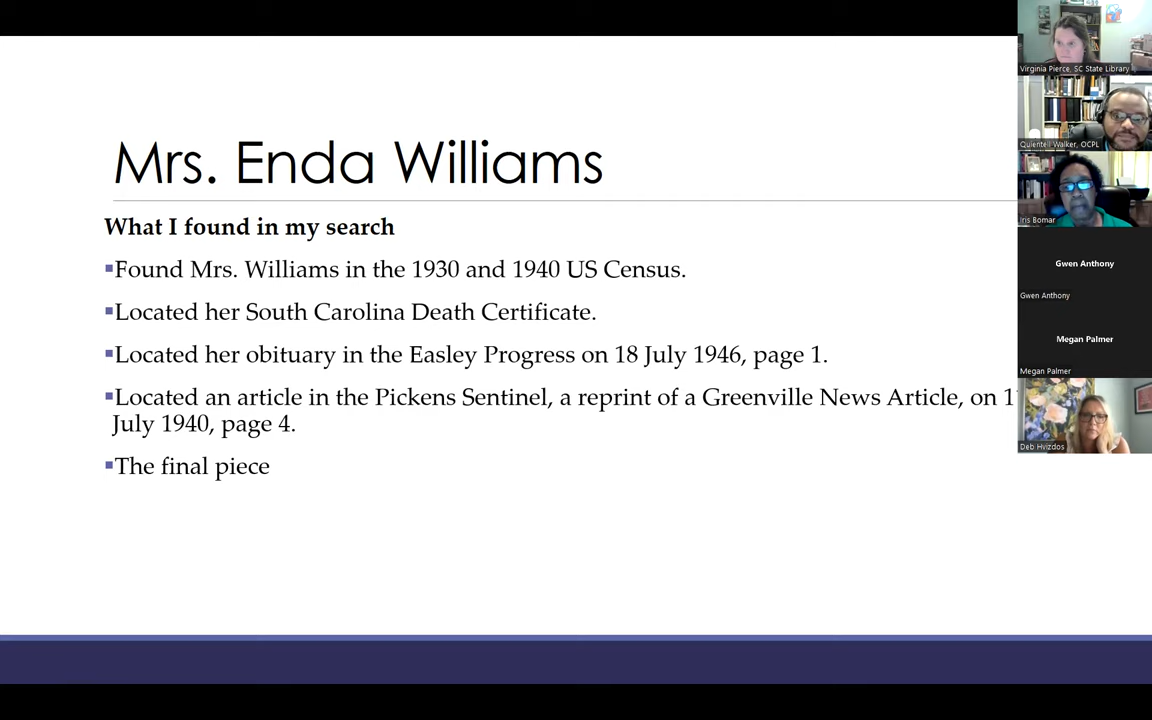 Mrs. Enda Williams
What I found in my search
▪Found Mrs. Williams in the 1930 and 1940 US Census.
▪Located her South Carolina Death Certificate.
▪Located her obituary in the Easley Progress on 18 July 1946, page 1.
▪Located an article in the Pickens Sentinel, a reprint of a Greenville News Article, on
July 1940, page 4.
▪The final piece
Virginia Pierce, SC State Library
Quientell Walker, OCPL
Iris Bomar
Gwen Anthony
Gwen Anthony
Megan Palmer
Megan Palmer
Deb Hvizdos